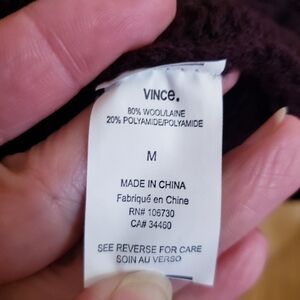 VINCE.
80% WOOL/LAINE
20% POLYAMIDE/POLYAMIDE
M
MADE IN CHINA
Fabriqué en Chine
RN# 106730
CA# 34460
SEE REVERSE FOR CARE
SOIN AU VERSO